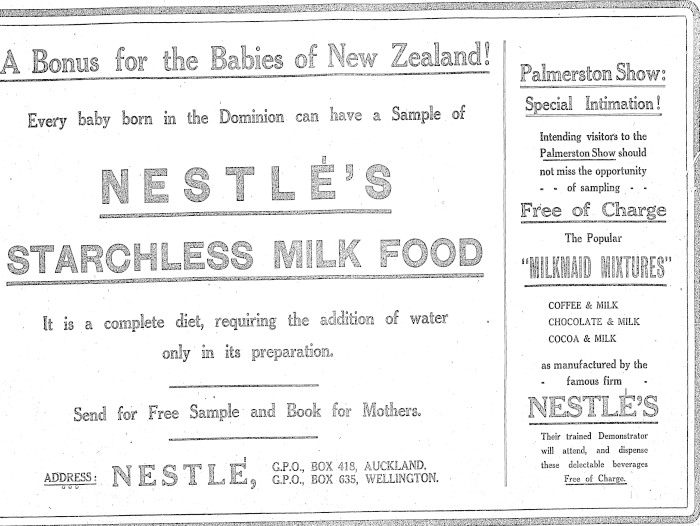 A Bonus for the Babies of New Zealand!
Every baby born in the Dominion can have a Sample of
NESTLÉ'S
STARCHLESS MILK FOOD
It is a complete diet, requiring the addition of water
only in its preparation.
Send for Free Sample and Book for Mothers.
ADDRESS: NESTLÉ, G.P.O., BOX 418, AUCKLAND.
G.P.O., BOX 635, WELLINGTON.
Palmerston Show:
Special Intimation!
Intending visitors to the
Palmerston Show should
not miss the opportunity
- - of sampling - -
Free of Charge
The Popular
"MILKMAID MIXTURES"
COFFEE & MILK
CHOCOLATE & MILK
COCOA & MILK
as manufactured by the
- famous firm -
NESTLÉ'S
Their trained Demonstrator
will attend, and dispense
these delectable beverages
Free of Charge.